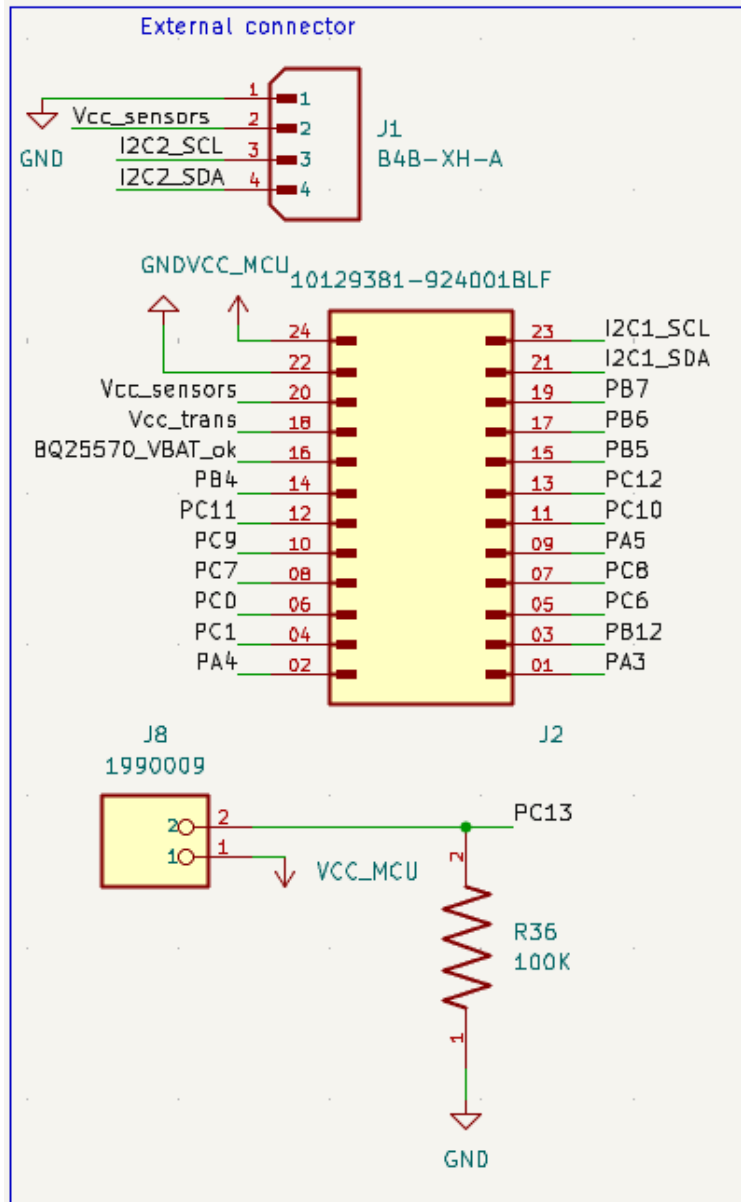 External connector
1 1
Vcc_sensors 2 2
J1
I2C2_SCL 3 3
B4B-XH-A
GND
I2C2_SDA 4 4
GND VCC_MCU 10129381-924001BLF
24 23 I2C1_SCL
22 21 I2C1_SDA
Vcc_sensors 20 19 PB7
Vcc_trans 18 17 PB6
BQ25570_VBAT_ok 16 15 PB5
PB4 14 13 PC12
PC11 12 11 PC10
PC9 10 09 PA5
PC7 08 07 PC8
PC0 06 05 PC6
PC1 04 03 PB12
PA4 02 01 PA3
J8 J2
1990009
2 2 PC13
1 1 VCC_MCU
2
R36
100K
1
GND